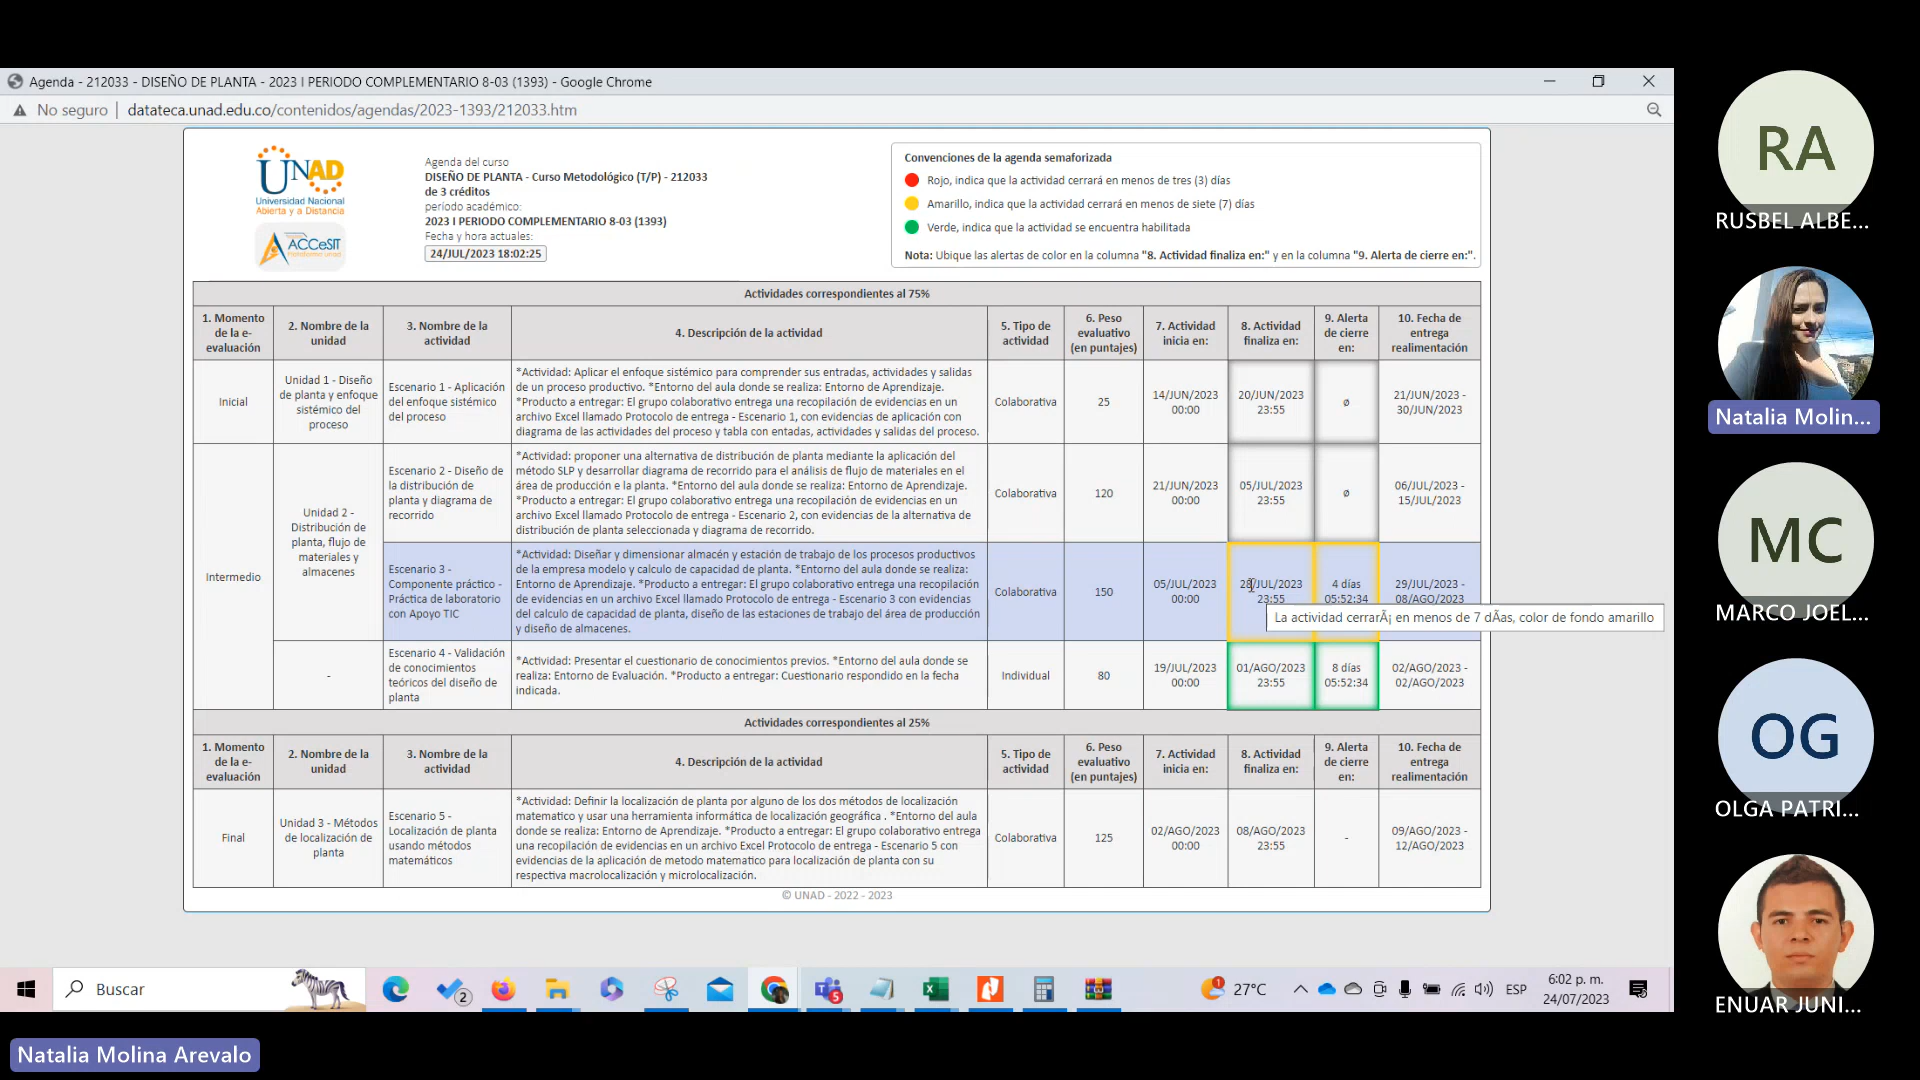 Agenda - 212033 - DISEÑO DE PLANTA - 2023 I PERIODO COMPLEMENTARIO 8-03 (1393) - Google Chrome
No seguro | datateca.unad.edu.co/contenidos/agendas/2023-1393/212033.htm
UNAD
Universidad Nacional
Abierta y a Distancia
ACCeSIT
Agenda del curso
DISEÑO DE PLANTA - Curso Metodológico (T/P) - 212033
de 3 créditos
período académico:
2023 I PERIODO COMPLEMENTARIO 8-03 (1393)
Fecha y hora actuales:
24/JUL/2023 18:02:25
Convenciones de la agenda semaforizada
Rojo, indica que la actividad cerrará en menos de tres (3) días
Amarillo, indica que la actividad cerrará en menos de siete (7) días
Verde, indica que la actividad se encuentra habilitada
Nota: Ubique las alertas de color en la columna "8. Actividad finaliza en:" y en la columna "9. Alerta de cierre en:".
Actividades correspondientes al 75%
1. Momento
de la e-
evaluación
2. Nombre de la
unidad
3. Nombre de la
actividad
4. Descripción de la actividad
5. Tipo de
actividad
6. Peso
evaluativo
(en puntajes)
7. Actividad
inicia en:
8. Actividad
finaliza en:
9. Alerta
de cierre
en:
10. Fecha de
entrega
realimentación
Inicial
Unidad 1 - Diseño
de planta y enfoque
sistémico del
proceso
Escenario 1 - Aplicación
del enfoque sistémico
del proceso
*Actividad: Aplicar el enfoque sistémico para comprender sus entradas, actividades y salidas
de un proceso productivo. *Entorno del aula donde se realiza: Entorno de Aprendizaje.
*Producto a entregar: El grupo colaborativo entrega una recopilación de evidencias en un
archivo Excel llamado Protocolo de entrega - Escenario 1, con evidencias de aplicación con
diagrama de las actividades del proceso y tabla con entadas, actividades y salidas del proceso.
Colaborativa
25
14/JUN/2023
00:00
20/JUN/2023
23:55
ø
21/JUN/2023 -
30/JUN/2023
Intermedio
Unidad 2 -
Distribución de
planta, flujo de
materiales y
almacenes
Escenario 2 - Diseño de
la distribución de
planta y diagrama de
recorrido
*Actividad: proponer una alternativa de distribución de planta mediante la aplicación del
método SLP y desarrollar diagrama de recorrido para el análisis de flujo de materiales en el
área de producción e la planta. *Entorno del aula donde se realiza: Entorno de Aprendizaje.
*Producto a entregar: El grupo colaborativo entrega una recopilación de evidencias en un
archivo Excel llamado Protocolo de entrega - Escenario 2, con evidencias de la alternativa de
distribución de planta seleccionada y diagrama de recorrido.
Colaborativa
120
21/JUN/2023
00:00
05/JUL/2023
23:55
ø
06/JUL/2023 -
15/JUL/2023
Escenario 3 -
Componente práctico -
Práctica de laboratorio
con Apoyo TIC
*Actividad: Diseñar y dimensionar almacén y estación de trabajo de los procesos productivos
de la empresa modelo y calculo de capacidad de planta. *Entorno del aula donde se realiza:
Entorno de Aprendizaje. *Producto a entregar: El grupo colaborativo entrega una recopilación
de evidencias en un archivo Excel llamado Protocolo de entrega - Escenario 3 con evidencias
del calculo de capacidad de planta, diseño de las estaciones de trabajo del área de producción
y diseño de almacenes.
Colaborativa
150
05/JUL/2023
00:00
28/JUL/2023
23:55
4 días
05:52:34
29/JUL/2023 -
08/AGO/2023
La actividad cerrarÃ¡ en menos de 7 dÃas, color de fondo amarillo
-
Escenario 4 - Validación
de conocimientos
teóricos del diseño de
planta
*Actividad: Presentar el cuestionario de conocimientos previos. *Entorno del aula donde se
realiza: Entorno de Evaluación. *Producto a entregar: Cuestionario respondido en la fecha
indicada.
Individual
80
19/JUL/2023
00:00
01/AGO/2023
23:55
8 días
05:52:34
02/AGO/2023 -
02/AGO/2023
Actividades correspondientes al 25%
1. Momento
de la e-
evaluación
2. Nombre de la
unidad
3. Nombre de la
actividad
4. Descripción de la actividad
5. Tipo de
actividad
6. Peso
evaluativo
(en puntajes)
7. Actividad
inicia en:
8. Actividad
finaliza en:
9. Alerta
de cierre
en:
10. Fecha de
entrega
realimentación
Final
Unidad 3 - Métodos
de localización de
planta
Escenario 5 -
Localización de planta
usando métodos
matemáticos
*Actividad: Definir la localización de planta por alguno de los dos métodos de localización
matematico y usar una herramienta informática de localización geográfica . *Entorno del aula
donde se realiza: Entorno de Aprendizaje. *Producto a entregar: El grupo colaborativo entrega
una recopilación de evidencias en un archivo Excel Protocolo de entrega - Escenario 5 con
evidencias de la aplicación de metodo matematico para localización de planta con su
respectiva macrolocalización y microlocalización.
Colaborativa
125
02/AGO/2023
00:00
08/AGO/2023
23:55
-
09/AGO/2023 -
12/AGO/2023
© UNAD - 2022 - 2023
Buscar
2
5
1
27°C
ESP
6:02 p. m.
24/07/2023
Natalia Molina Arevalo
RA
RUSBEL ALBE...
Natalia Molin...
MC
MARCO JOEL...
OG
OLGA PATRI...
ENUAR JUNI...